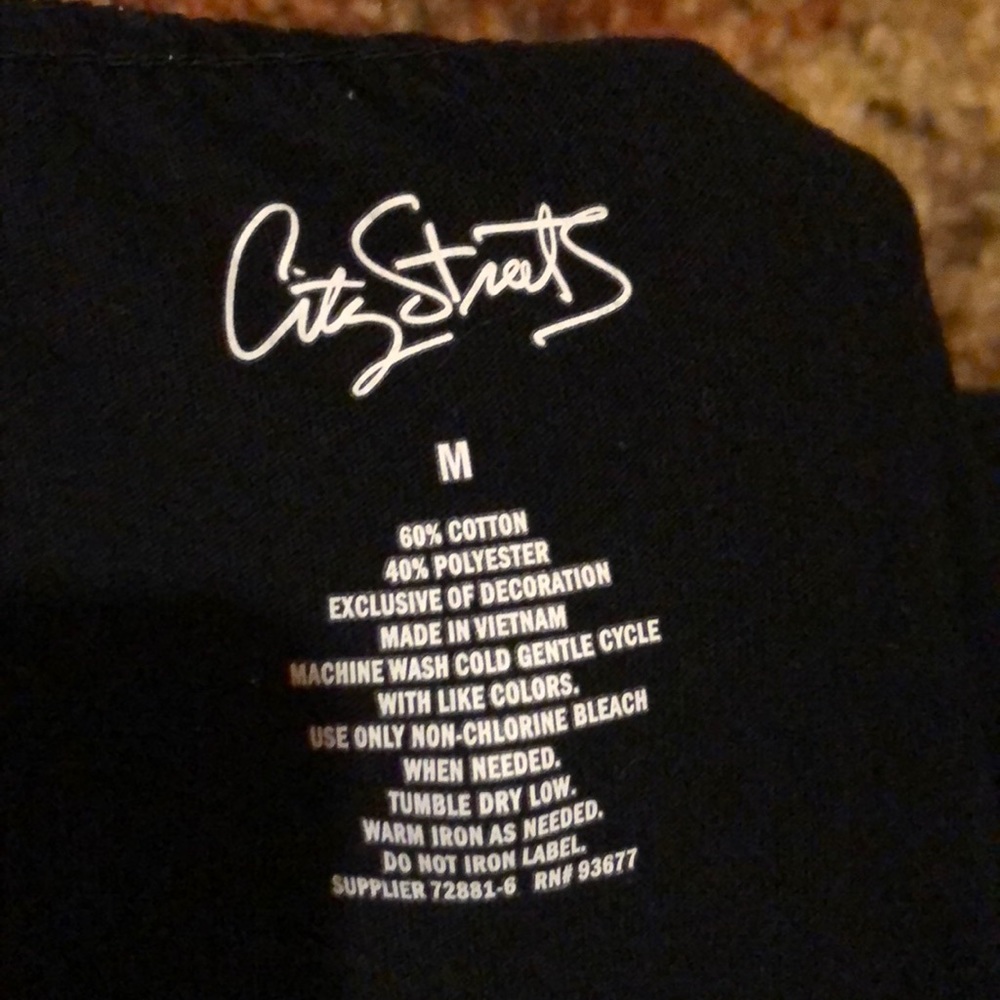 City Streets
M
60% COTTON
40% POLYESTER
EXCLUSIVE OF DECORATION
MADE IN VIETNAM
MACHINE WASH COLD GENTLE CYCLE
WITH LIKE COLORS.
USE ONLY NON-CHLORINE BLEACH
WHEN NEEDED.
TUMBLE DRY LOW.
WARM IRON AS NEEDED.
DO NOT IRON LABEL.
SUPPLIER 72881-6 RN# 93677